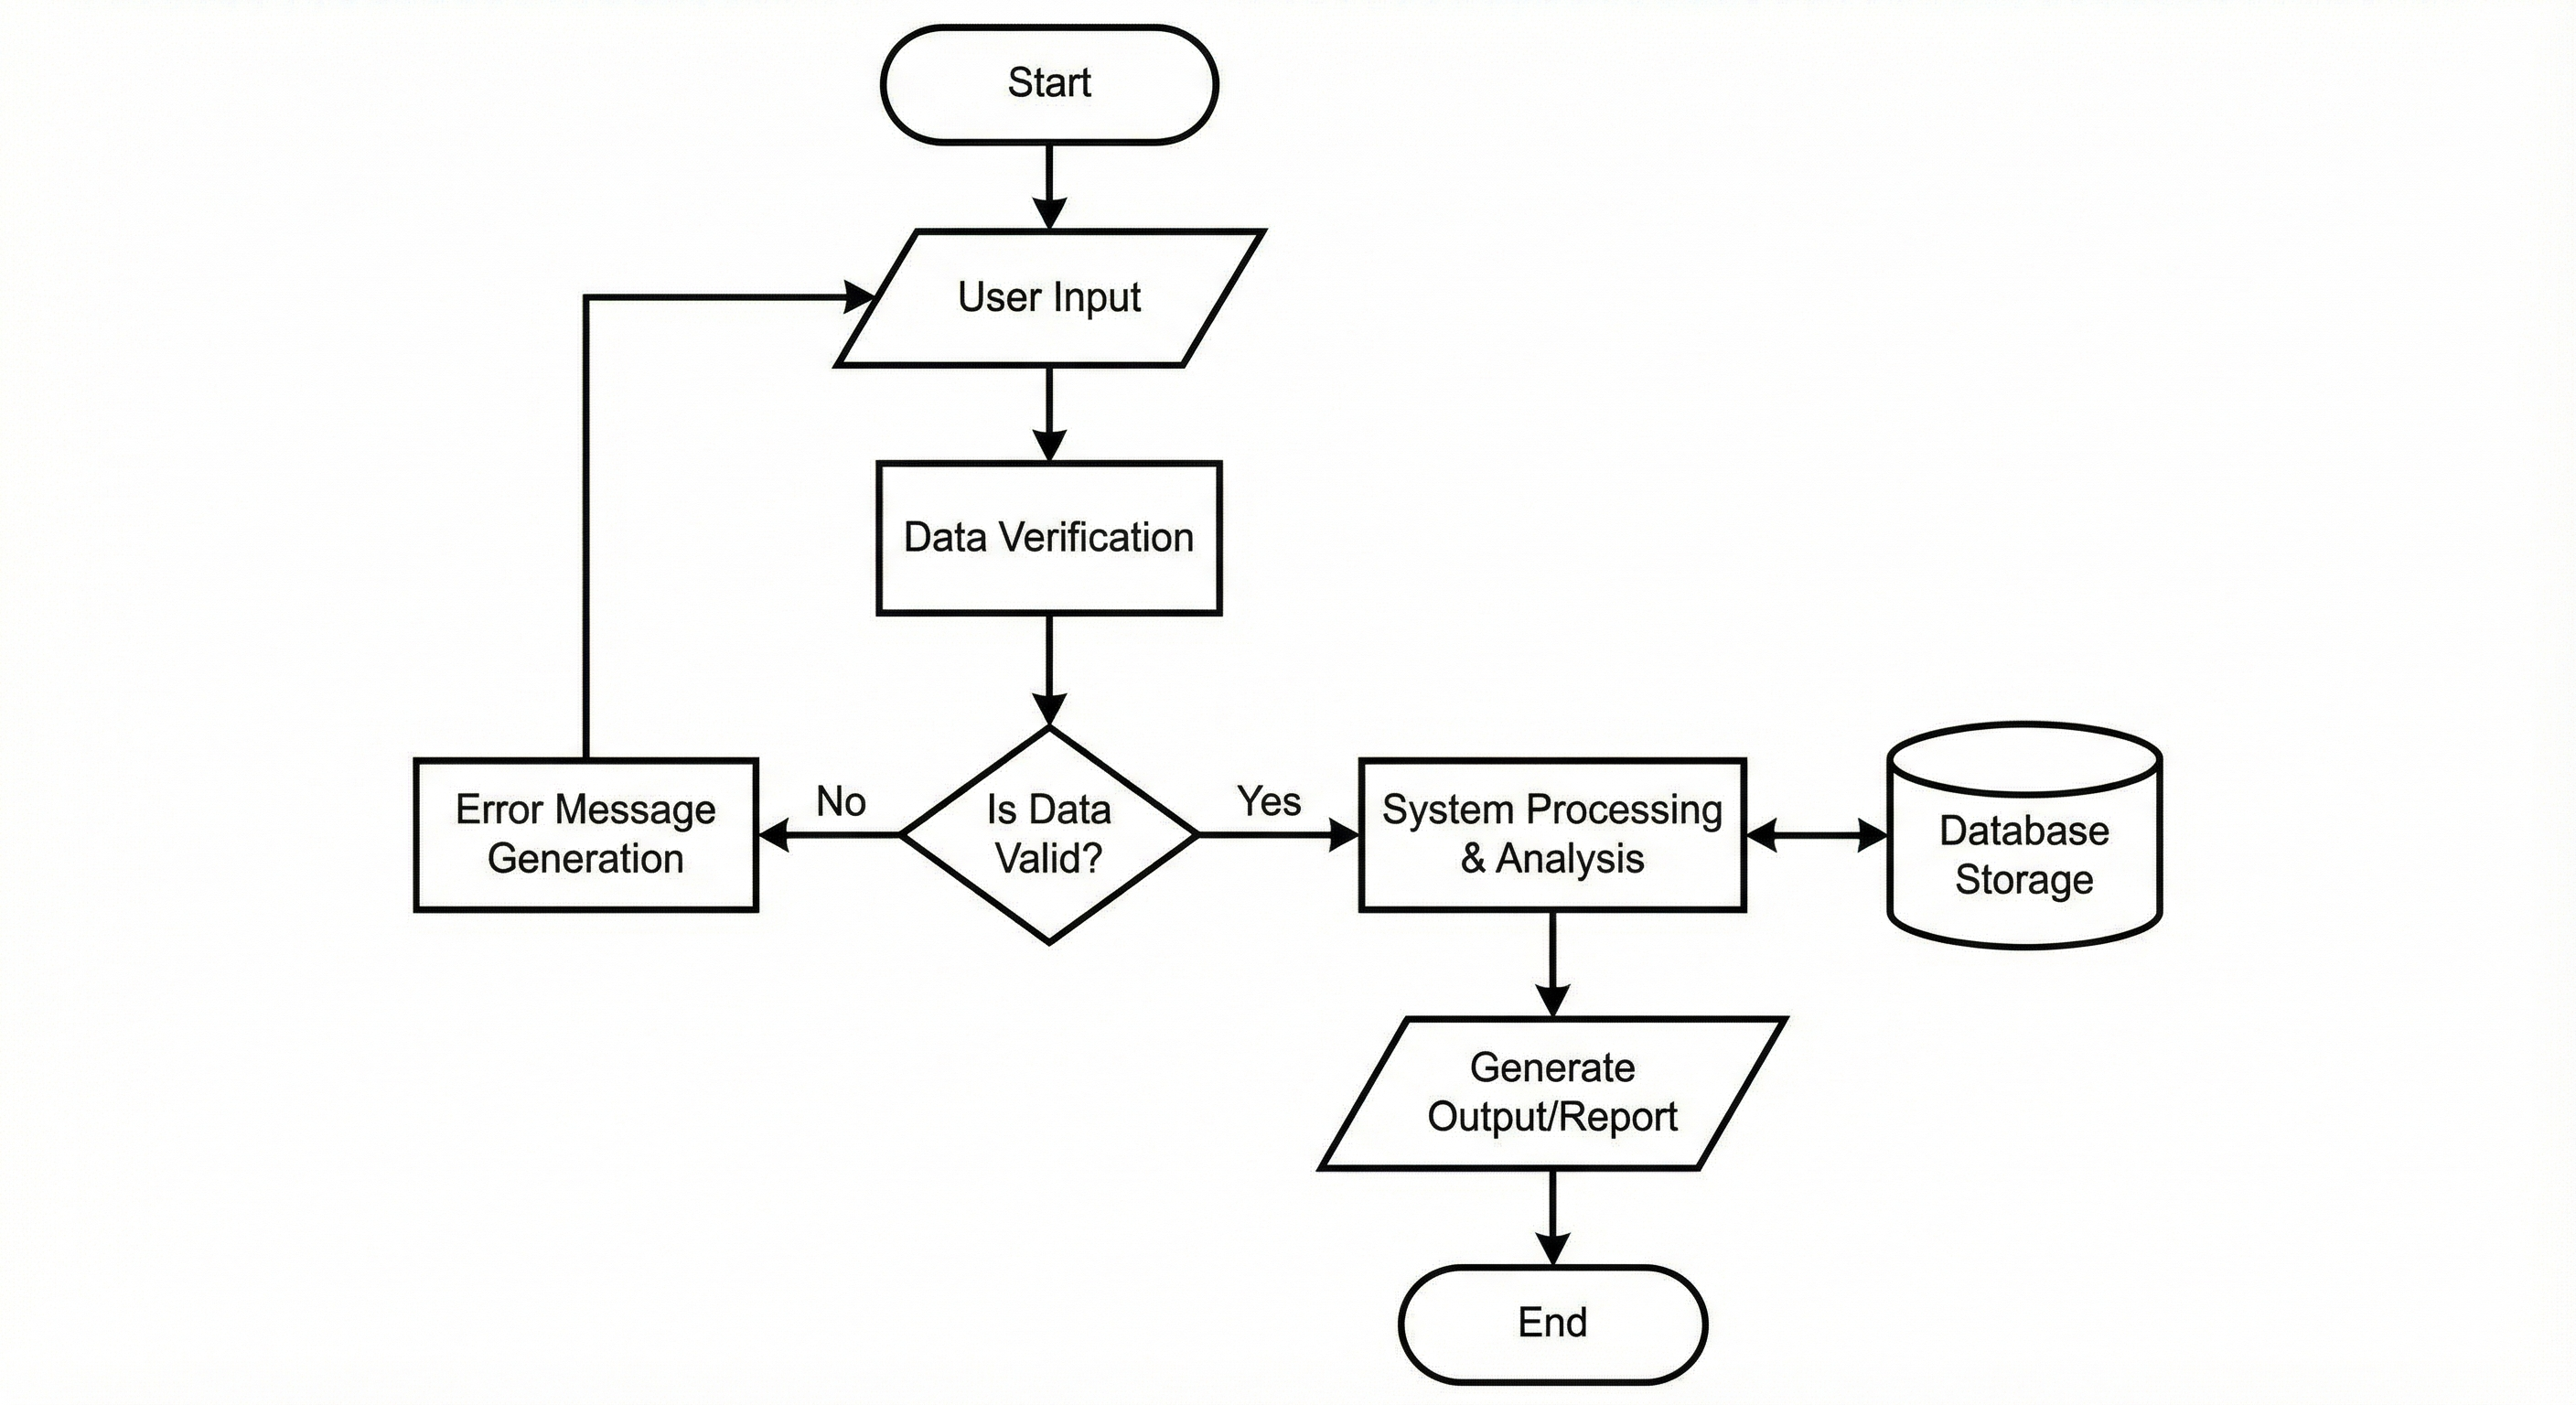 Start
User Input
Data Verification
Error Message
Generation
No
Is Data
Valid?
Yes
System Processing
& Analysis
Database
Storage
Generate
Output/Report
End